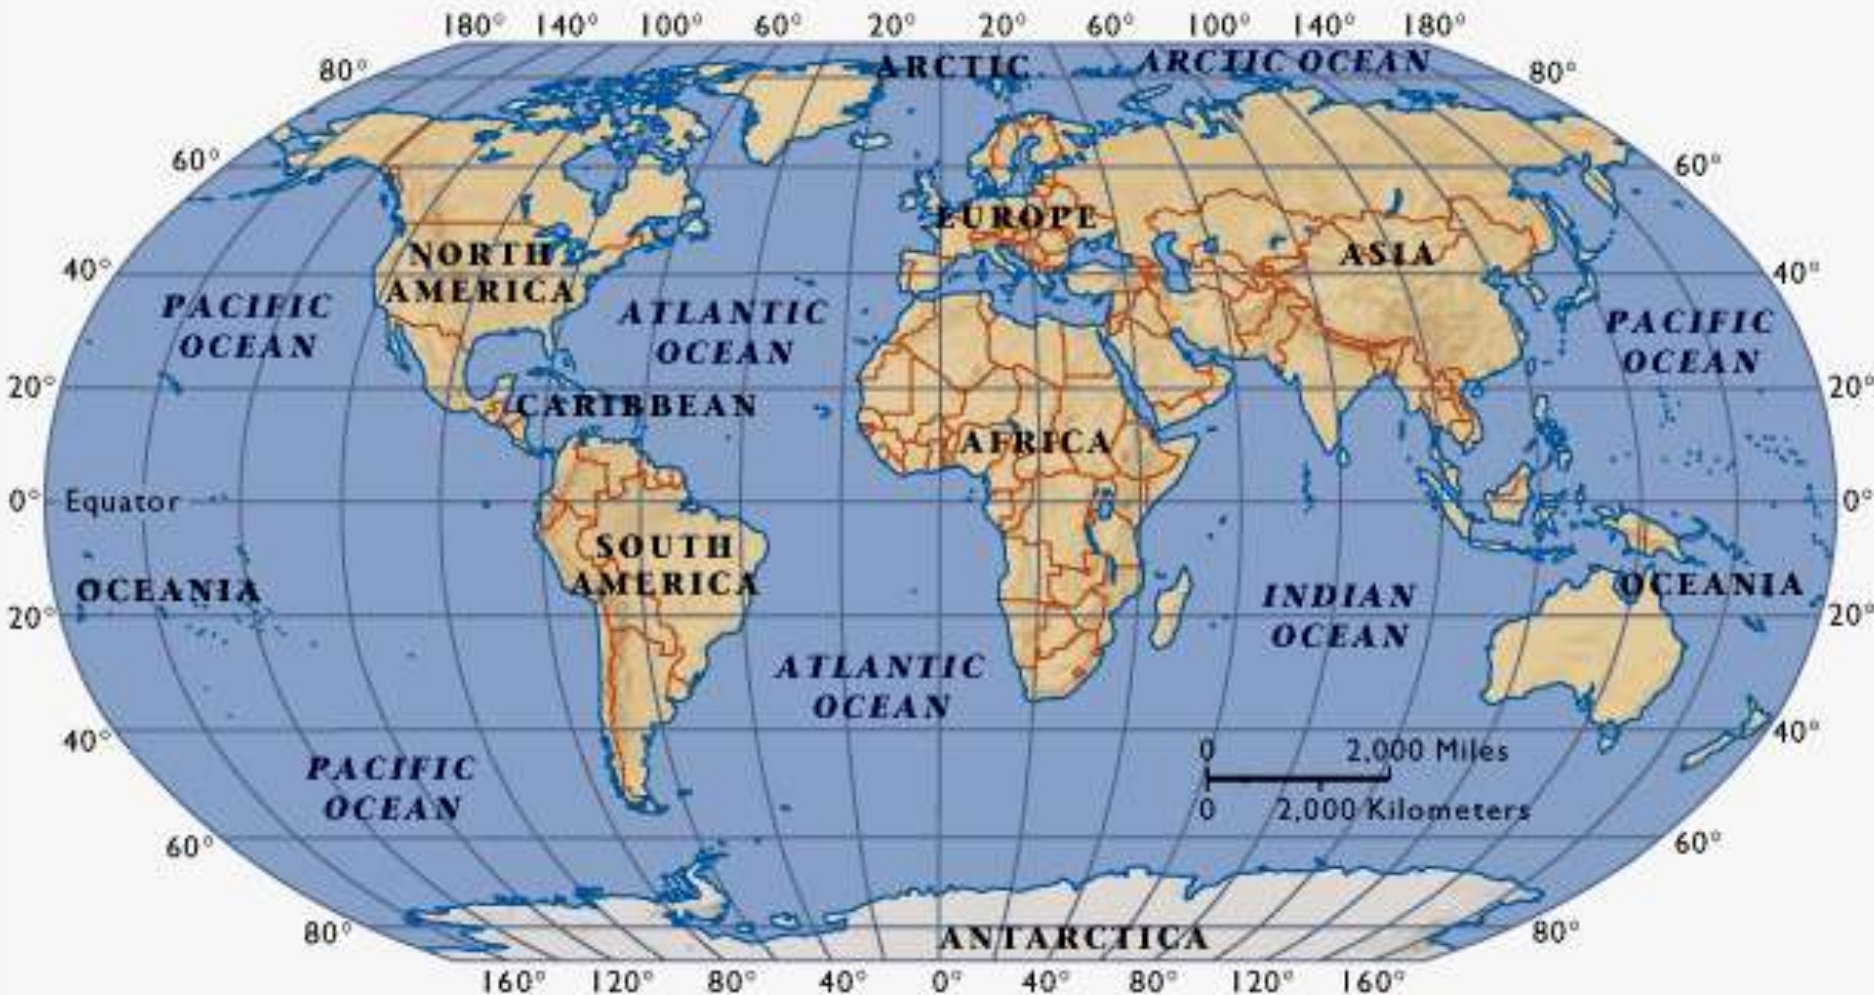 180° 140° 100° 60° 20° 20° 60° 100° 140° 180°
80° ARCTIC ARCTIC OCEAN 80°
60° 60°
EUROPE
NORTH
AMERICA
ASIA
40° 40°
PACIFIC
OCEAN
ATLANTIC
OCEAN
PACIFIC
OCEAN
20° 20°
CARIBBEAN
AFRICA
0° Equator 0°
SOUTH
AMERICA
OCEANIA
OCEANIA
INDIAN
OCEAN
20° 20°
ATLANTIC
OCEAN
40° 40°
PACIFIC
OCEAN
0 2,000 Miles
0 2,000 Kilometers
60° 60°
80° ANTARCTICA 80°
160° 120° 80° 40° 0° 40° 80° 120° 160°